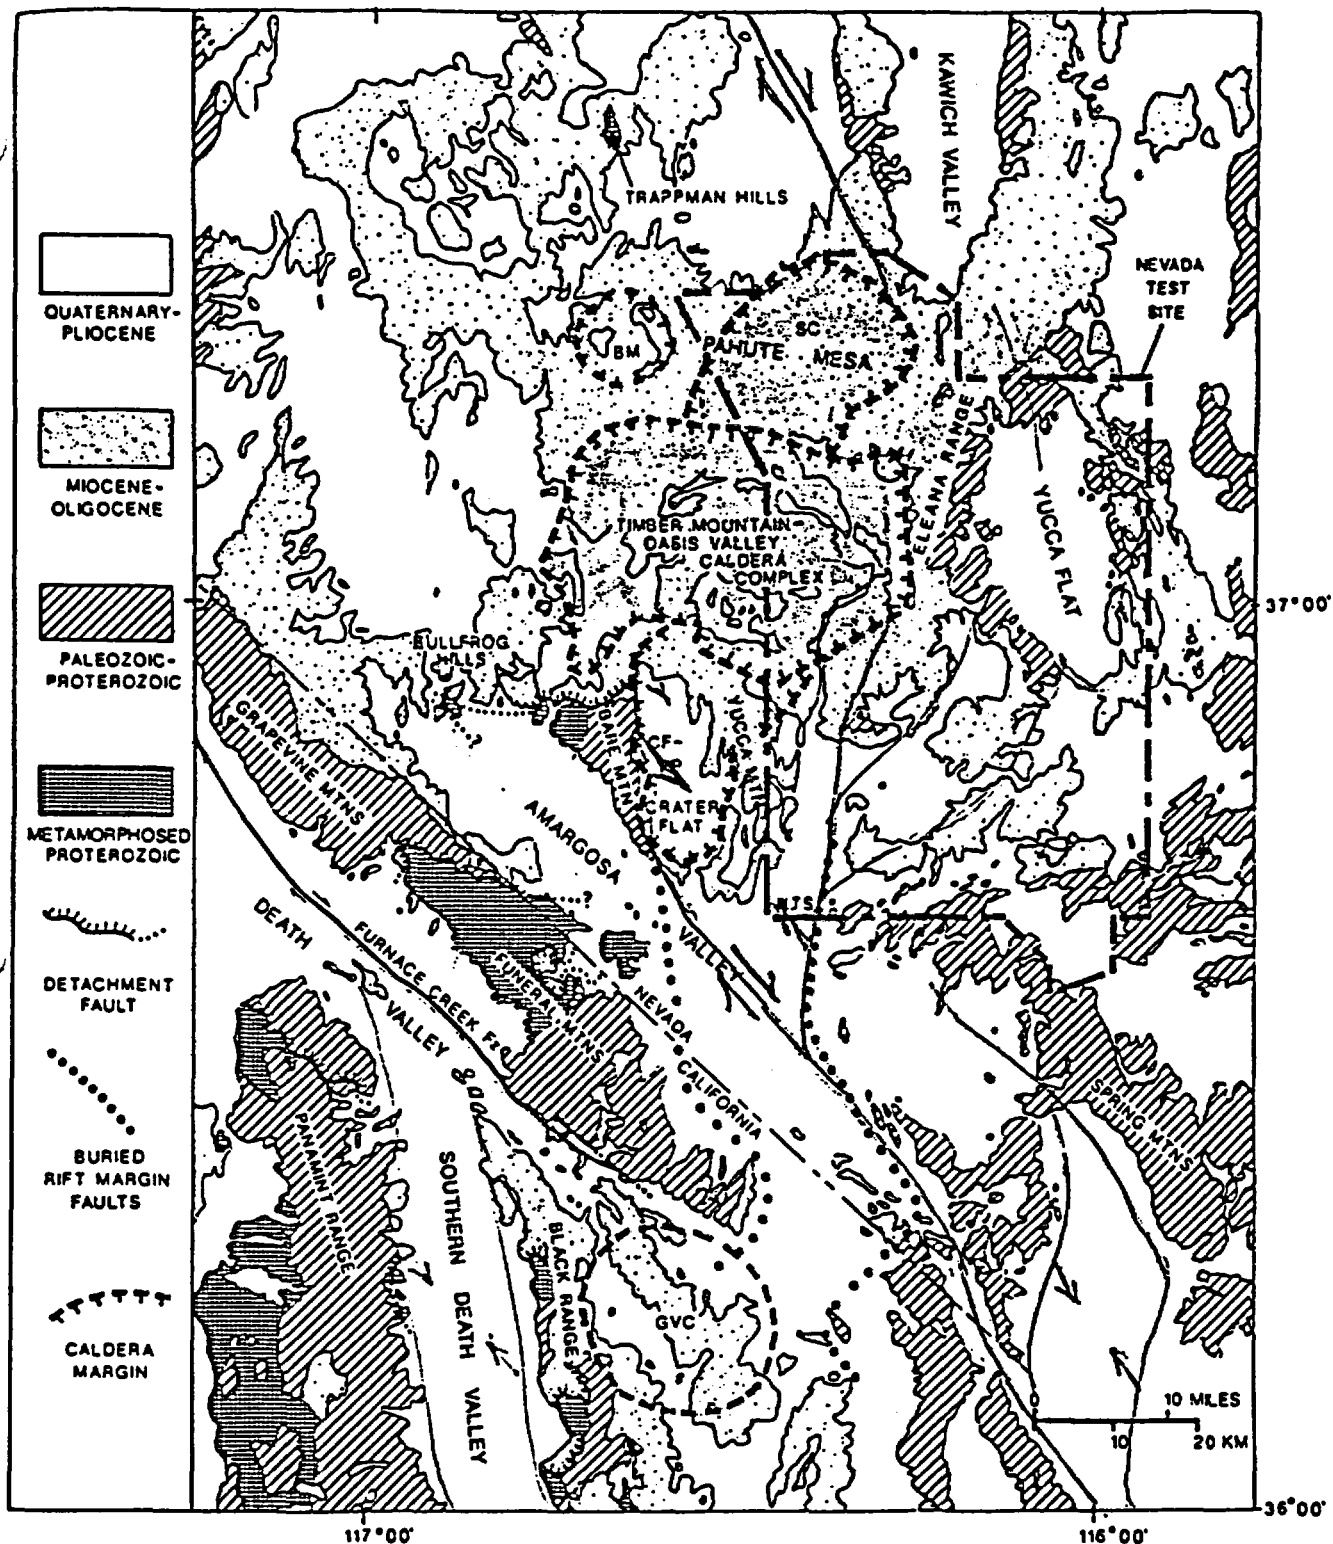 QUATERNARY-
PLIOCENE
MIOCENE-
OLIGOCENE
PALEOZOIC-
PROTEROZOIC
METAMORPHOSED
PROTEROZOIC
DETACHMENT
FAULT
BURIED
RIFT MARGIN
FAULTS
CALDERA
MARGIN
KAWICH VALLEY
TRAPPMAN HILLS
NEVADA
TEST
SITE
SC
BM
PAHUTE
MESA
ELEANA RANGE
YUCCA FLAT
TIMBER MOUNTAIN-
OASIS VALLEY
CALDERA
COMPLEX
37°00'
BULLFROG
HILLS
GRAPEVINE MTNS
BARE MTN
YUCCA MTN
CF-
CRATER
FLAT
?
AMARGOSA
VALLEY
N.T.S.
?
DEATH
VALLEY
FURNACE CREEK FZ
FUNERAL MTNS
NEVADA
CALIFORNIA
SPRING MTNS
PANAMINT RANGE
SOUTHERN DEATH VALLEY
BLACK RANGE
GVC
0
10 MILES
10
20 KM
36°00'
117°00'
116°00'